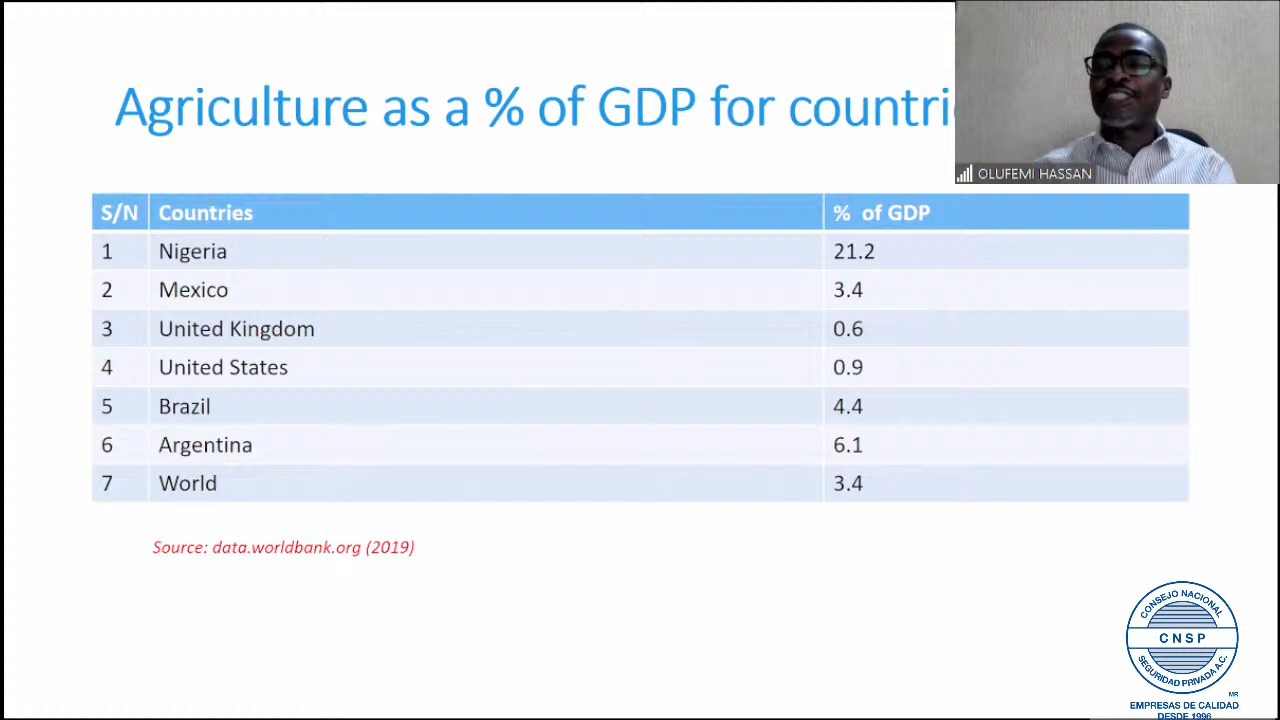 Agriculture as a % of GDP for countri
OLUFEMI HASSAN
S/N Countries % of GDP
1 Nigeria 21.2
2 Mexico 3.4
3 United Kingdom 0.6
4 United States 0.9
5 Brazil 4.4
6 Argentina 6.1
7 World 3.4
Source: data.worldbank.org (2019)
CONSEJO NACIONAL
CNSP
SEGURIDAD PRIVADA A.C.
MR
EMPRESAS DE CALIDAD
DESDE 1996